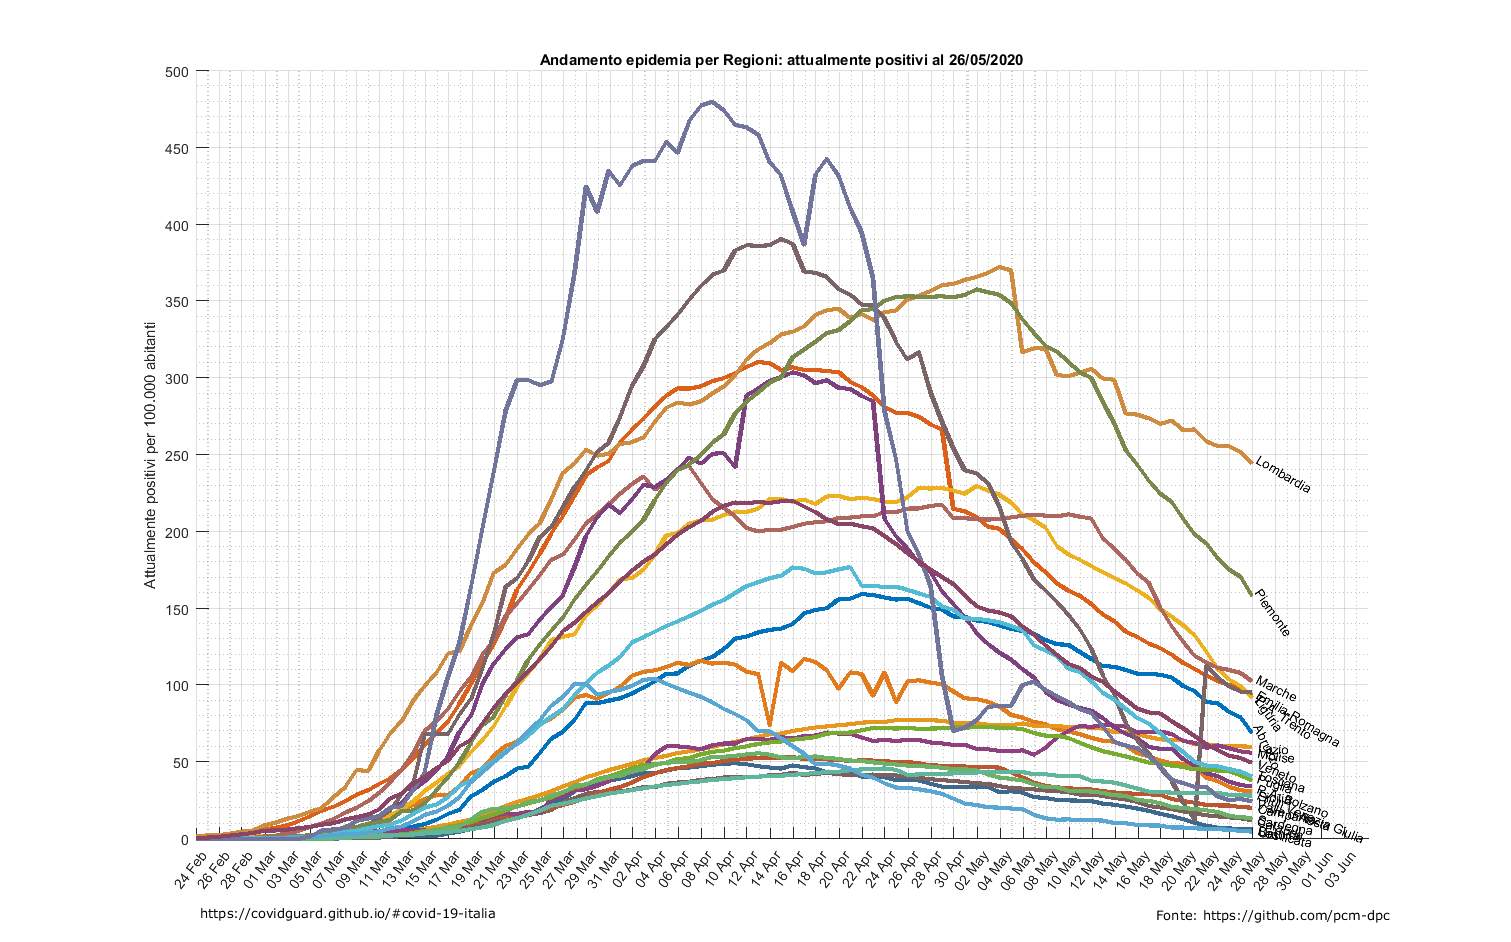 Andamento epidemia per Regioni: attualmente positivi al 26/05/2020
Attualmente positivi per 100.000 abitanti
500
450
400
350
300
250
200
150
100
50
0
Lombardia
Piemonte
Marche
Emilia Romagna
Liguria
Trento
Lazio
Molise
Veneto
Toscana
Puglia
Bolzano
Campania
Giulia
Sardegna
Basilicata
24 Feb
26 Feb
28 Feb
01 Mar
03 Mar
05 Mar
07 Mar
09 Mar
11 Mar
13 Mar
15 Mar
17 Mar
19 Mar
21 Mar
23 Mar
25 Mar
27 Mar
29 Mar
31 Mar
02 Apr
04 Apr
06 Apr
08 Apr
10 Apr
12 Apr
14 Apr
16 Apr
18 Apr
20 Apr
22 Apr
24 Apr
26 Apr
28 Apr
30 Apr
02 May
04 May
06 May
08 May
10 May
12 May
14 May
16 May
18 May
20 May
22 May
24 May
26 May
28 May
30 May
01 Jun
03 Jun
https://covidguard.github.io/#covid-19-italia
Fonte: https://github.com/pcm-dpc